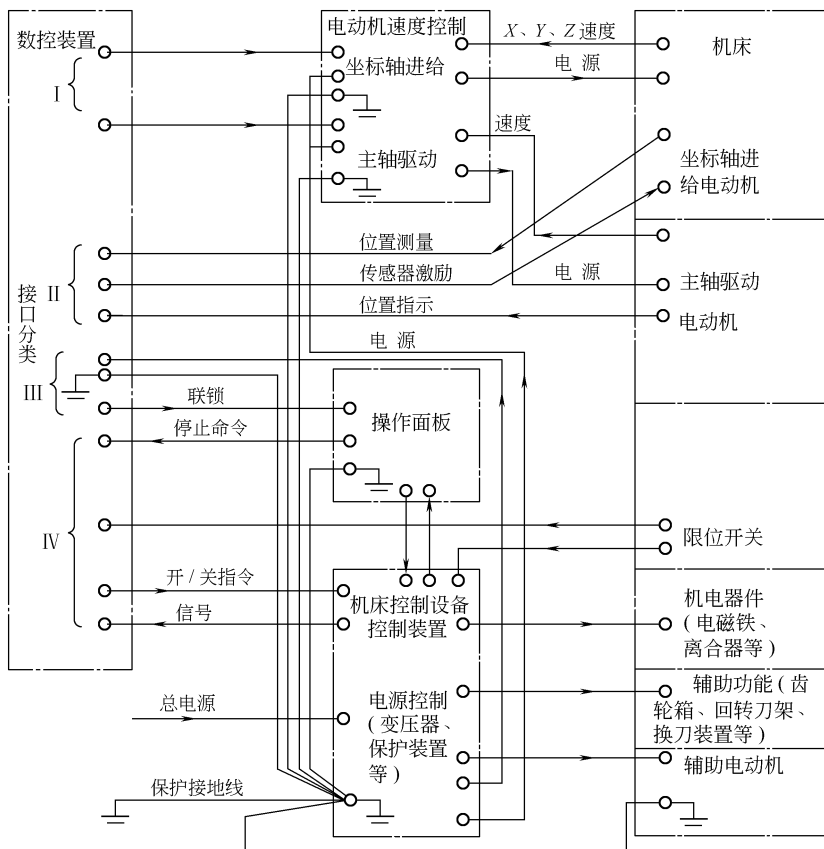 数控装置
I
接
口
分
类
II
III
IV
电动机速度控制
坐标轴进给
主轴驱动
X、Y、Z 速度
电 源
速度
机床
坐标轴进
给电动机
位置测量
传感器激励
位置指示
电 源
主轴驱动
电动机
电 源
联锁
停止命令
操作面板
限位开关
开 / 关指令
信号
机床控制设备
控制装置
机电器件
( 电磁铁、
离合器等 )
总电源
电源控制
( 变压器、
保护装置
等 )
辅助功能 ( 齿
轮箱、回转刀架、
换刀装置等 )
辅助电动机
保护接地线